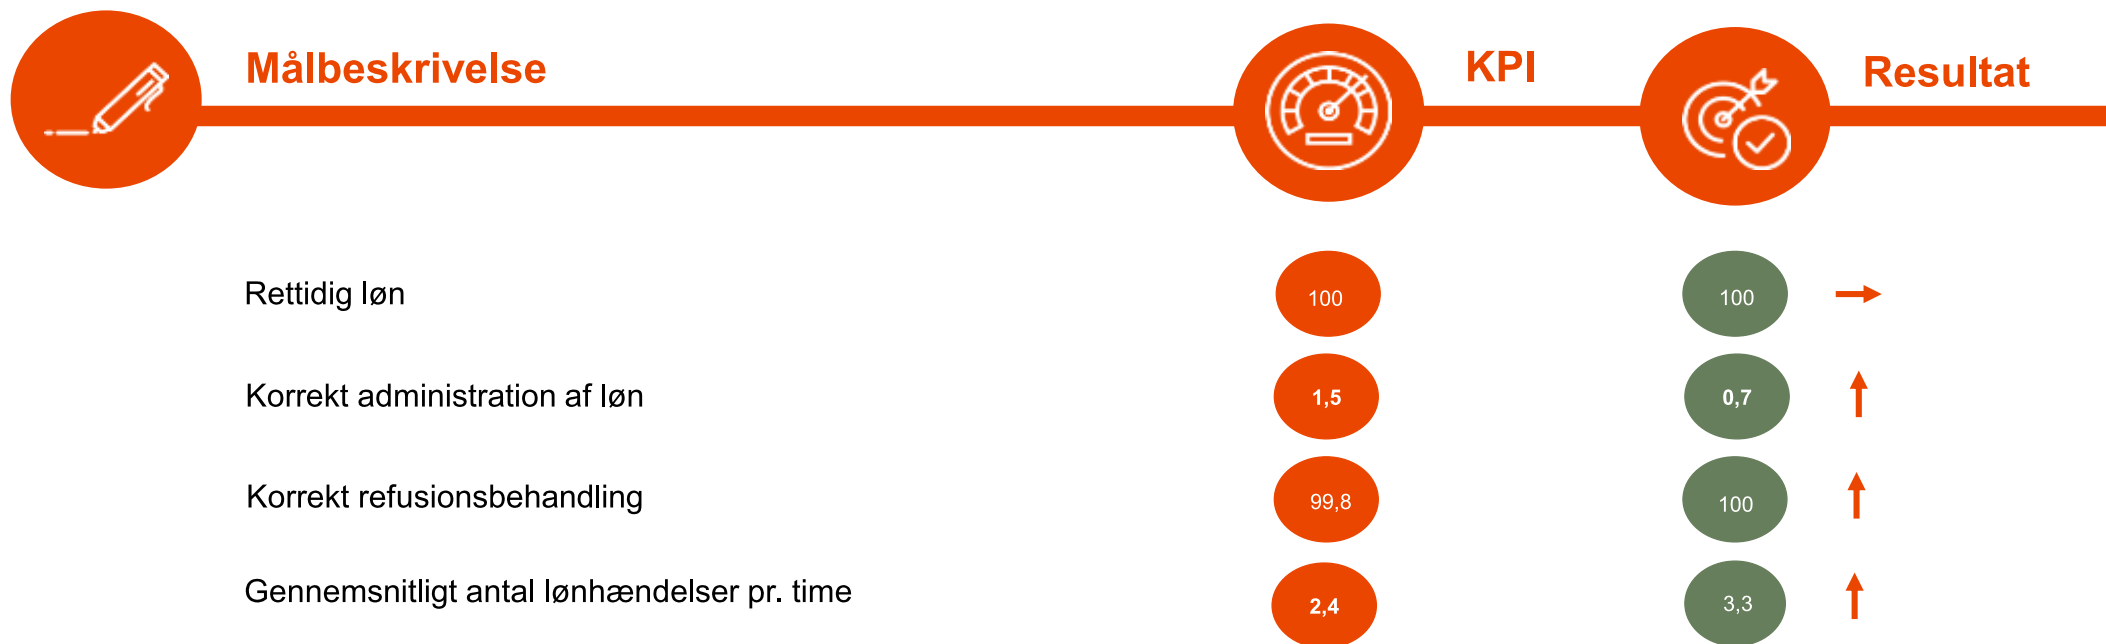 Målbeskrivelse KPI Resultat
Rettidig løn 100 100
Korrekt administration af løn 1,5 0,7
Korrekt refusionsbehandling 99,8 100
Gennemsnitligt antal lønhændelser pr. time 2,4 3,3